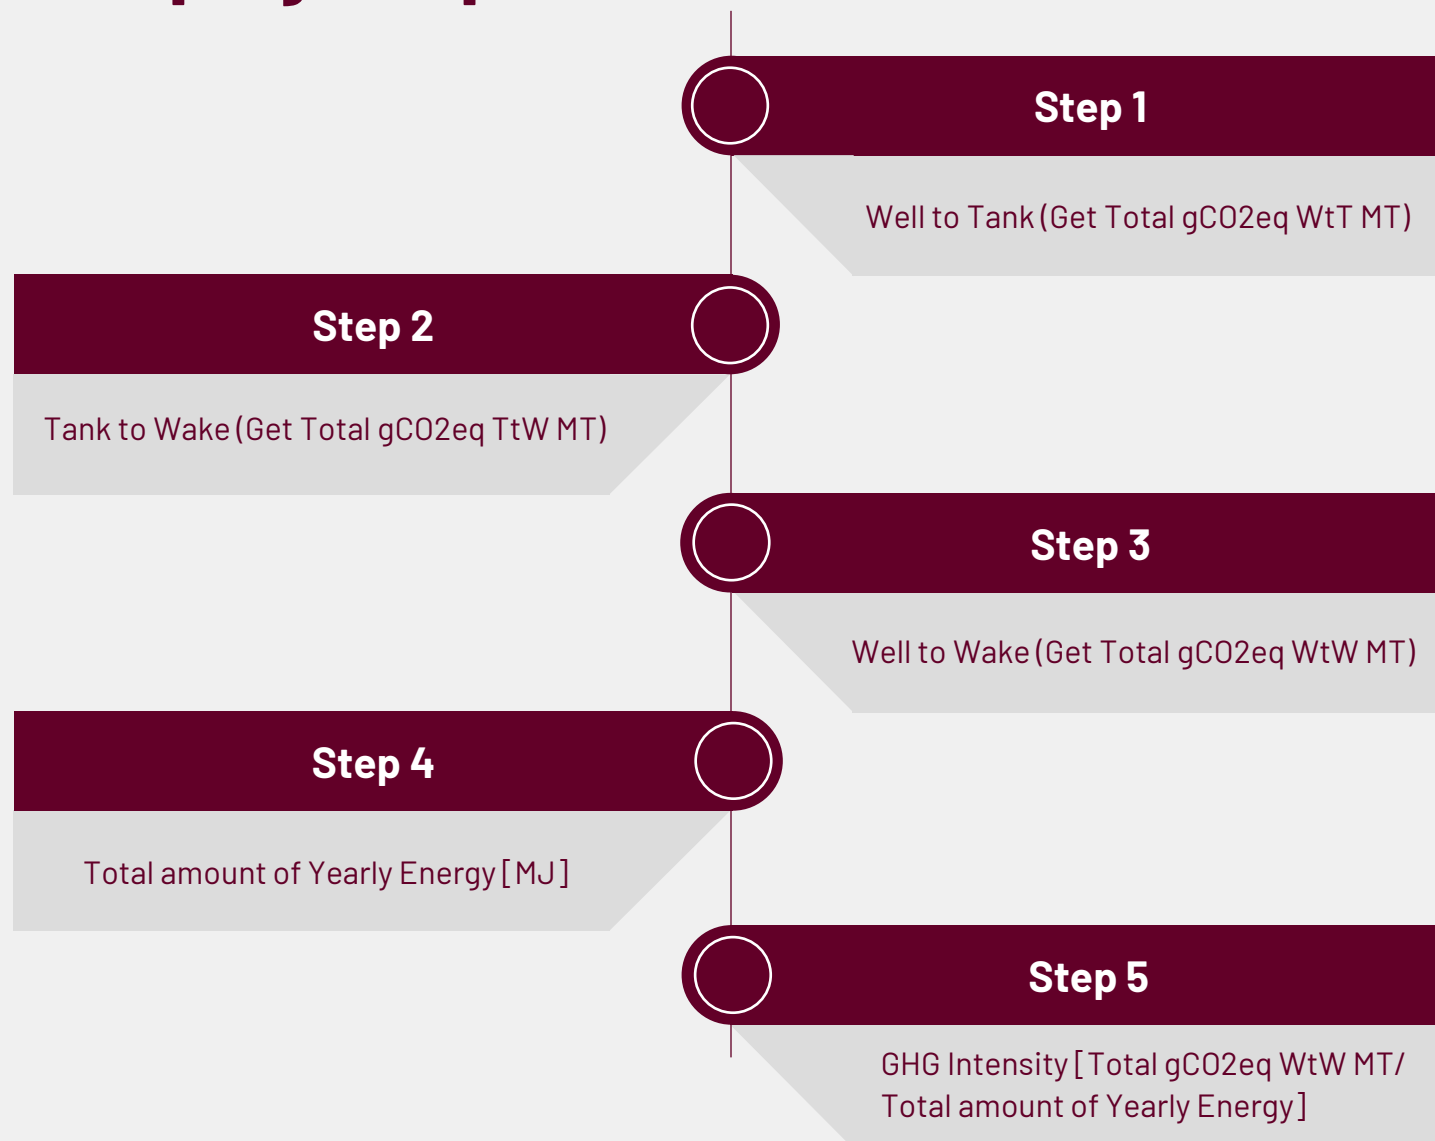 Step 1
Well to Tank (Get Total gCO2eq WtT MT)
Step 2
Tank to Wake (Get Total gCO2eq TtW MT)
Step 3
Well to Wake (Get Total gCO2eq WtW MT)
Step 4
Total amount of Yearly Energy [MJ]
Step 5
GHG Intensity [Total gCO2eq WtW MT/
Total amount of Yearly Energy]